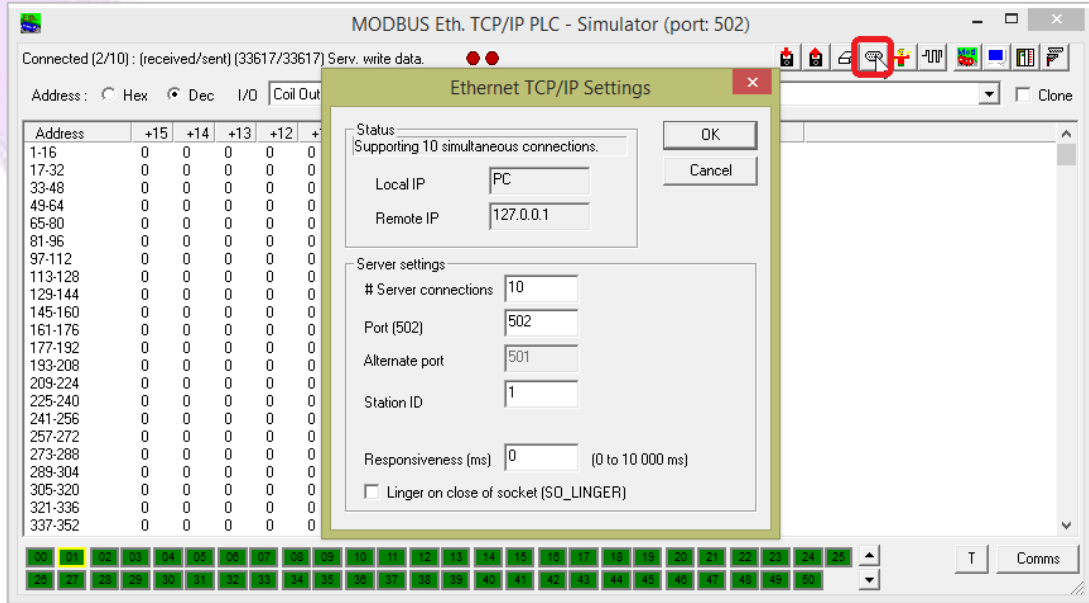 MODBUS Eth. TCP/IP PLC - Simulator (port: 502)
Connected (2/10) : (received/sent) (33617/33617) Serv. write data.
Address : Hex Dec I/O Coil Out Clone
Ethernet TCP/IP Settings
Status
Supporting 10 simultaneous connections.
Local IP PC
Remote IP 127.0.0.1
OK
Cancel
Server settings
# Server connections 10
Port (502) 502
Alternate port 501
Station ID 1
Responsiveness (ms) 0 (0 to 10 000 ms)
Linger on close of socket (SO_LINGER)
Address +15 +14 +13 +12
1-16 0 0 0 0 0
17-32 0 0 0 0 0
33-48 0 0 0 0 0
49-64 0 0 0 0 0
65-80 0 0 0 0 0
81-96 0 0 0 0 0
97-112 0 0 0 0 0
113-128 0 0 0 0 0
129-144 0 0 0 0 0
145-160 0 0 0 0 0
161-176 0 0 0 0 0
177-192 0 0 0 0 0
193-208 0 0 0 0 0
209-224 0 0 0 0 0
225-240 0 0 0 0 0
241-256 0 0 0 0 0
257-272 0 0 0 0 0
273-288 0 0 0 0 0
289-304 0 0 0 0 0
305-320 0 0 0 0 0
321-336 0 0 0 0 0
337-352 0 0 0 0 0
00 01 02 03 04 05 06 07 08 09 10 11 12 13 14 15 16 17 18 19 20 21 22 23 24 25
26 27 28 29 30 31 32 33 34 35 36 37 38 39 40 41 42 43 44 45 46 47 48 49 50
T Comms